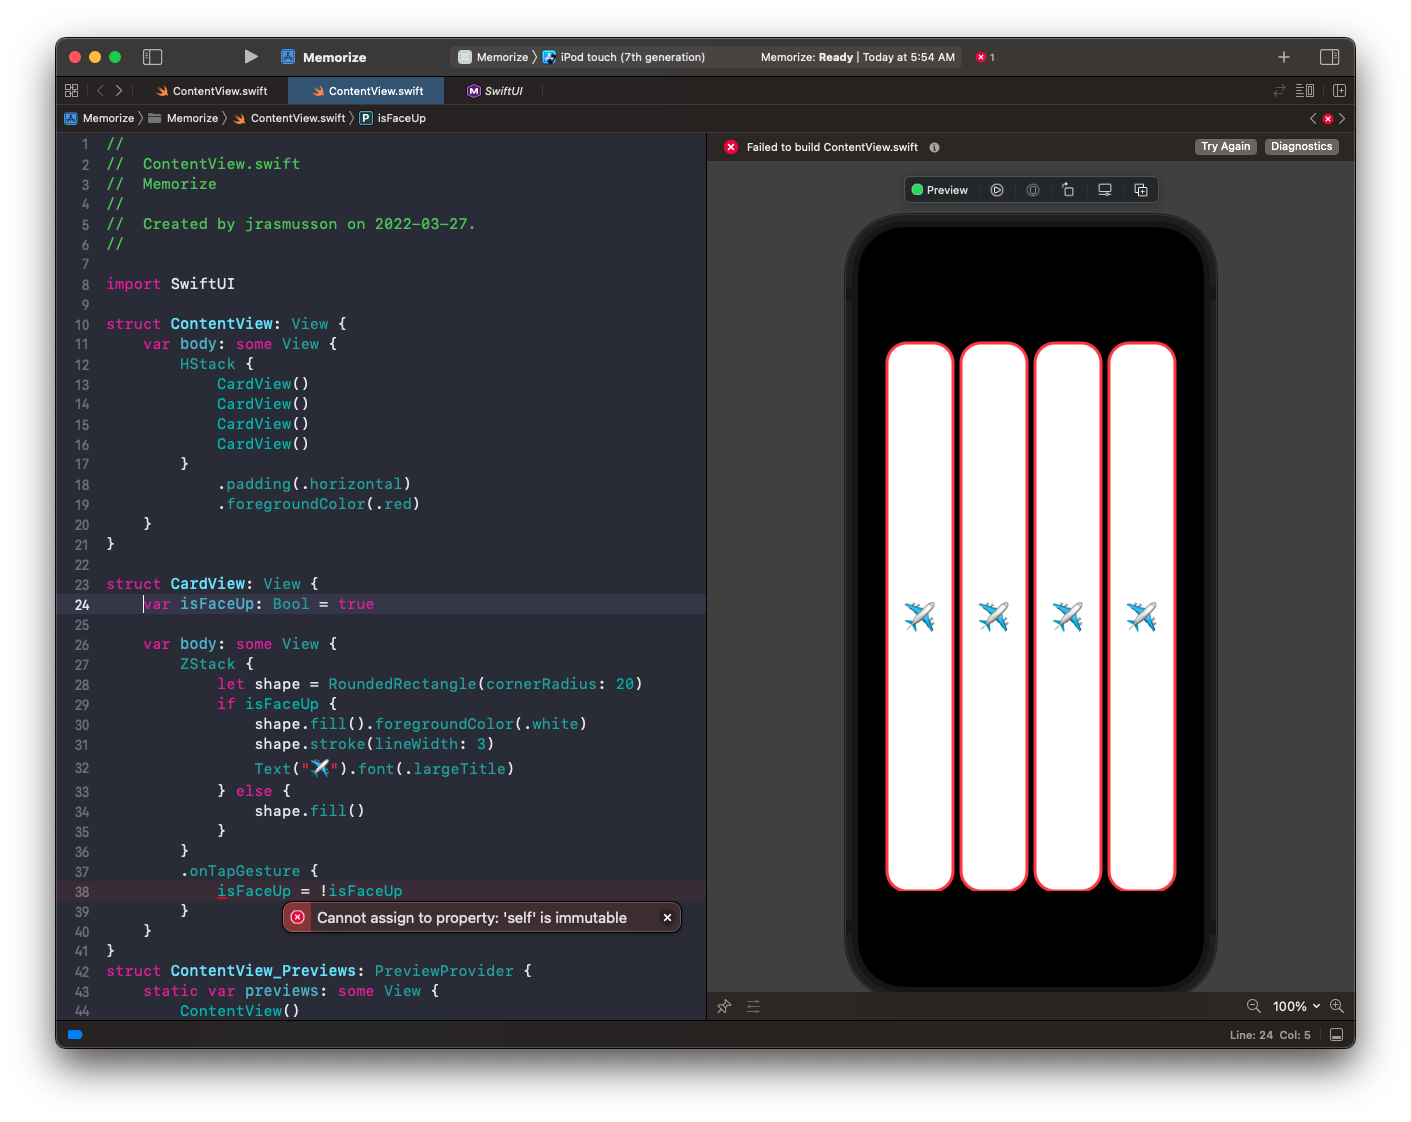 Memorize
Memorize 〉 iPod touch (7th generation)
Memorize: Ready | Today at 5:54 AM
1
ContentView.swift
ContentView.swift
M SwiftUI
Memorize 〉 Memorize 〉 ContentView.swift 〉 P isFaceUp
1 //
2 //  ContentView.swift
3 //  Memorize
4 //
5 //  Created by jrasmusson on 2022-03-27.
6 //
7
8 import SwiftUI
9
10 struct ContentView: View {
11     var body: some View {
12         HStack {
13             CardView()
14             CardView()
15             CardView()
16             CardView()
17         }
18             .padding(.horizontal)
19             .foregroundColor(.red)
20     }
21 }
22
23 struct CardView: View {
24     var isFaceUp: Bool = true
25
26     var body: some View {
27         ZStack {
28             let shape = RoundedRectangle(cornerRadius: 20)
29             if isFaceUp {
30                 shape.fill().foregroundColor(.white)
31                 shape.stroke(lineWidth: 3)
32                 Text("✈️").font(.largeTitle)
33             } else {
34                 shape.fill()
35             }
36         }
37         .onTapGesture {
38             isFaceUp = !isFaceUp
39         }
Cannot assign to property: 'self' is immutable
40     }
41 }
42 struct ContentView_Previews: PreviewProvider {
43     static var previews: some View {
44         ContentView()
Failed to build ContentView.swift
Try Again
Diagnostics
Preview
100%
Line: 24 Col: 5